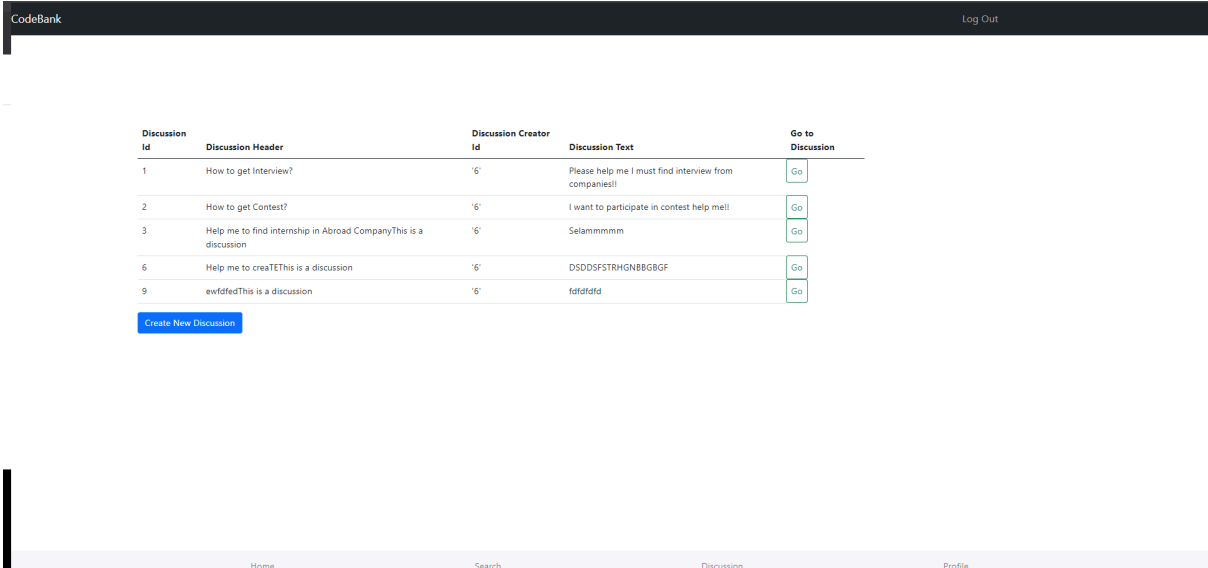 CodeBank Log Out
Discussion Id Discussion Header Discussion Creator Id Discussion Text Go to Discussion
1 How to get Interview? '6' Please help me I must find interview from companies!! Go
2 How to get Contest? '6' I want to participate in contest help me!! Go
3 Help me to find internship in Abroad CompanyThis is a discussion '6' Selammmmm Go
6 Help me to creaTEThis is a discussion '6' DSDDSFSTRHGNBBGBGF Go
9 ewfdfedThis is a discussion '6' fdfdfdfd Go
Create New Discussion
Home Search Discussion Profile